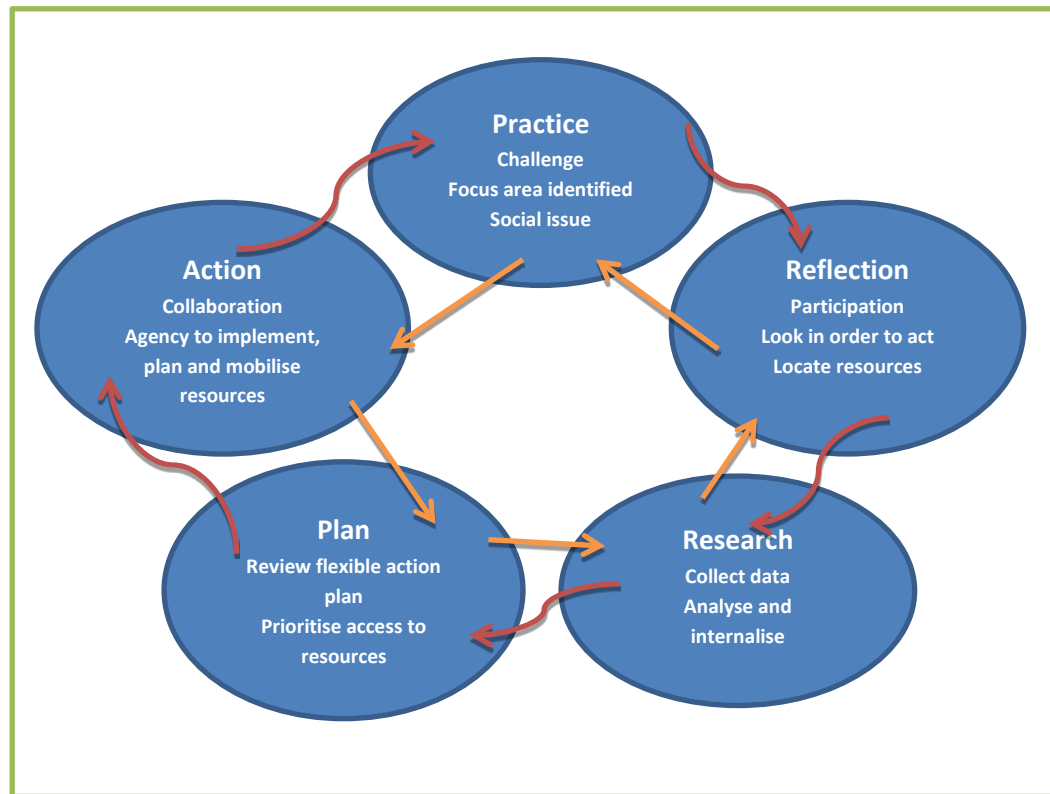 Practice
Challenge
Focus area identified
Social issue
Reflection
Participation
Look in order to act
Locate resources
Research
Collect data
Analyse and
internalise
Plan
Review flexible action
plan
Prioritise access to
resources
Action
Collaboration
Agency to implement,
plan and mobilise
resources